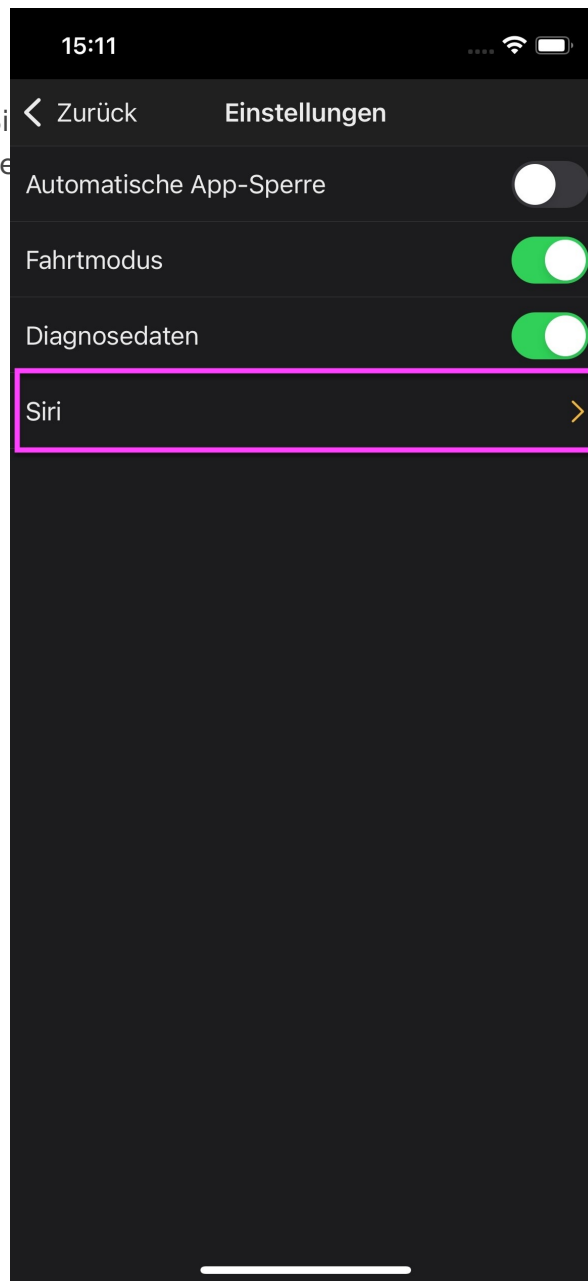 15:11
Zurück
Einstellungen
Automatische App-Sperre
Fahrtmodus
Diagnosedaten
Siri